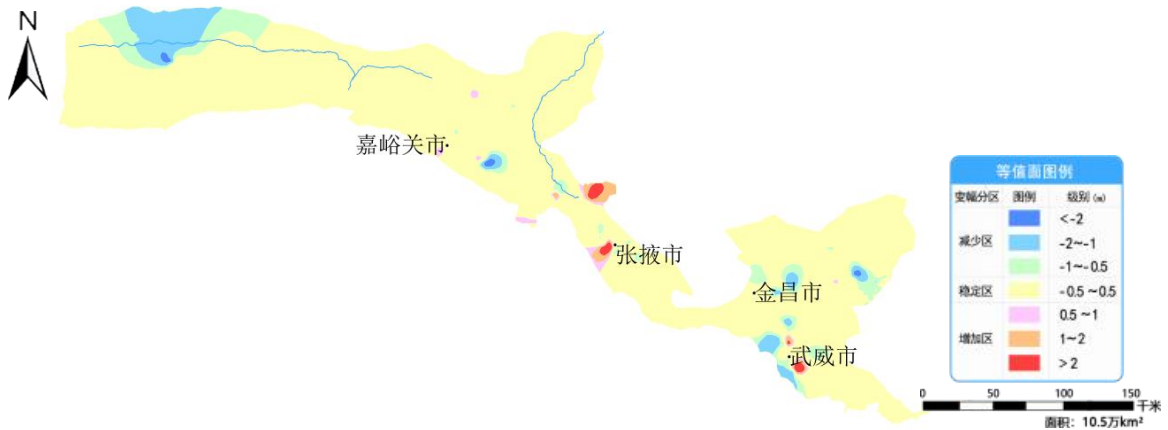 N
嘉峪关市
张掖市
金昌市
武威市
等值面图例
变幅分区 图例 级别 (m)
减少区
<-2
-2~-1
-1~-0.5
稳定区 -0.5~0.5
增加区
0.5~1
1~2
>2
0 50 100 150 千米
面积：10.5万km²